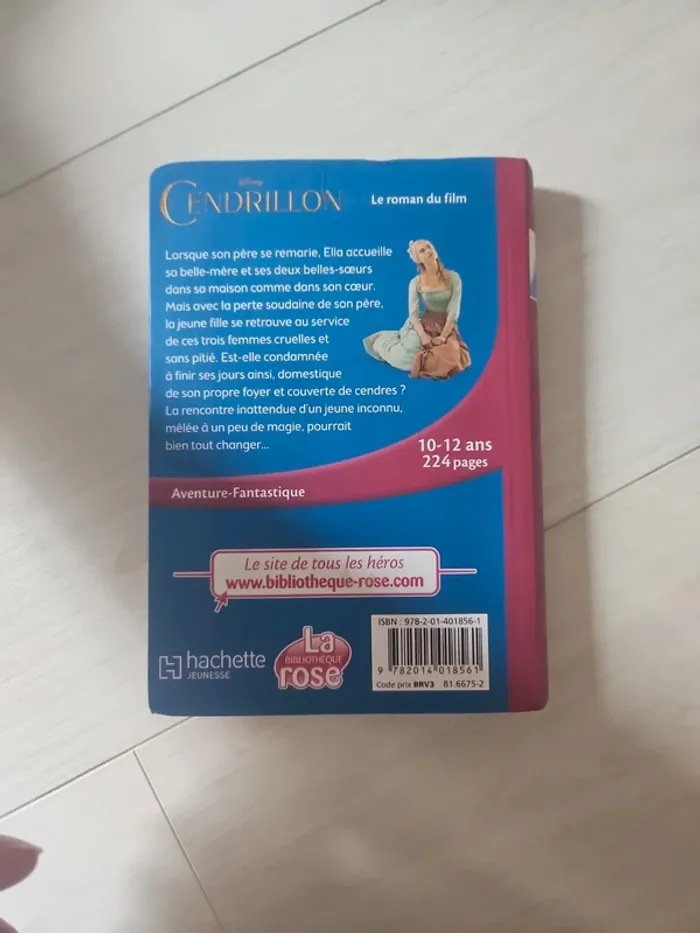 Disney
CENDRILLON
Le roman du film
Lorsque son père se remarie, Ella accueille
sa belle-mère et ses deux belles-sœurs
dans sa maison comme dans son cœur.
Mais avec la perte soudaine de son père,
la jeune fille se retrouve au service
de ces trois femmes cruelles et
sans pitié. Est-elle condamnée
à finir ses jours ainsi, domestique
de son propre foyer et couverte de cendres ?
La rencontre inattendue d'un jeune inconnu,
mêlée à un peu de magie, pourrait
bien tout changer...
10-12 ans
224 pages
Aventure-Fantastique
Le site de tous les héros
www.bibliotheque-rose.com
hachette
JEUNESSE
La
BIBLIOTHÈQUE
rose
ISBN : 978-2-01-401856-1
9 782014 018561
Code prix BRV3 81.6675-2